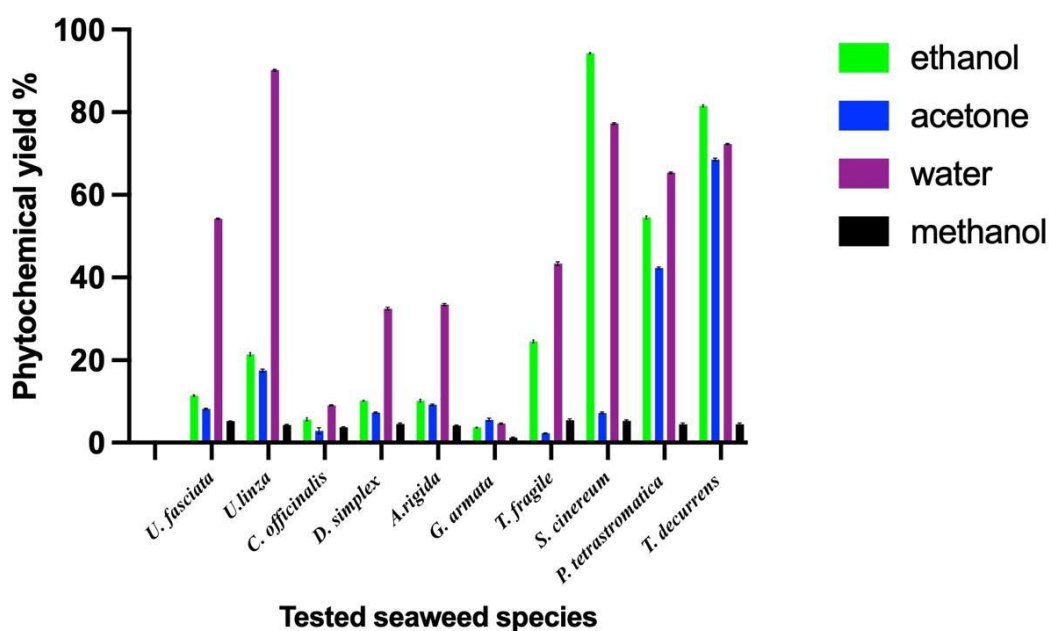 Phytochemical yield %
100
80
60
40
20
0
U. fasciata
U.linza
C. officinalis
D. simplex
A.rigida
G. armata
T. fragile
S. cinereum
P. tetrastromatica
T. decurrens
Tested seaweed species
ethanol
acetone
water
methanol